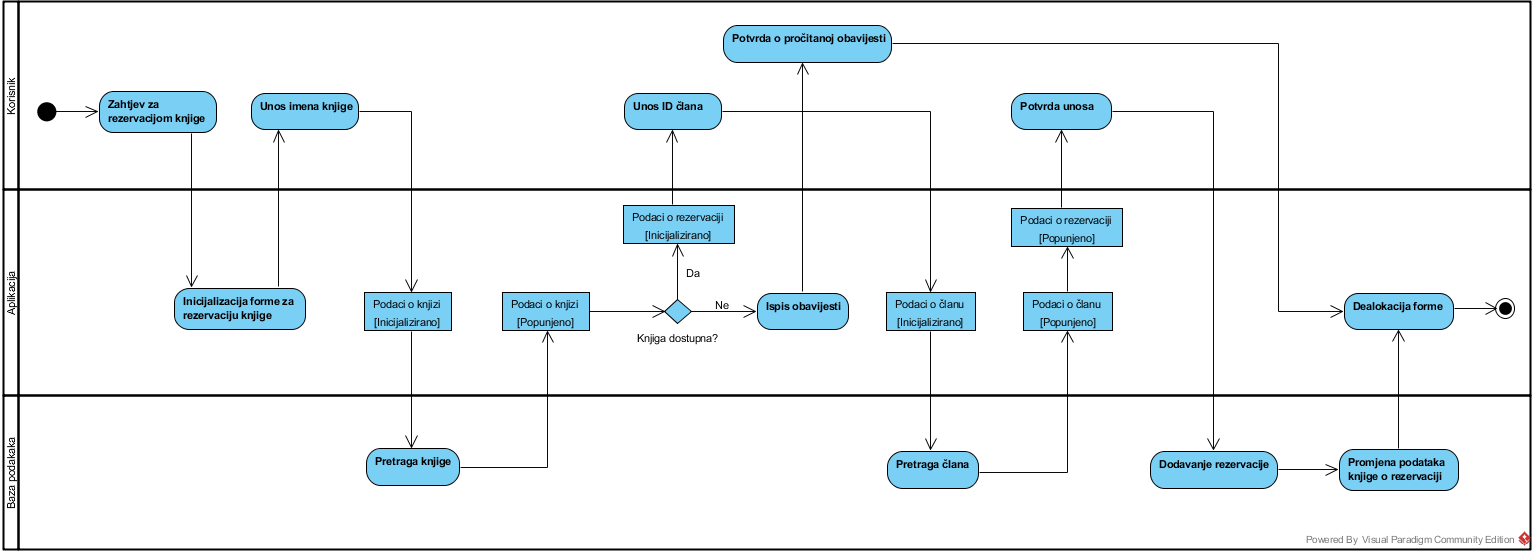 Korisnik
Potvrda o pročitanoj obavijesti
Zahtjev za
rezervacijom knjige
Unos imena knjige
Unos ID člana
Potvrda unosa
Aplikacija
Podaci o rezervaciji
[Inicijalizirano]
Podaci o rezervaciji
[Popunjeno]
Da
Inicijalizacija forme za
rezervaciju knjige
Podaci o knjizi
[Inicijalizirano]
Podaci o knjizi
[Popunjeno]
Ne
Knjiga dostupna?
Ispis obavijesti
Podaci o članu
[Inicijalizirano]
Podaci o članu
[Popunjeno]
Dealokacija forme
Baza podakaka
Pretraga knjige
Pretraga člana
Dodavanje rezervacije
Promjena podataka
knjige o rezervaciji
Powered By Visual Paradigm Community Edition